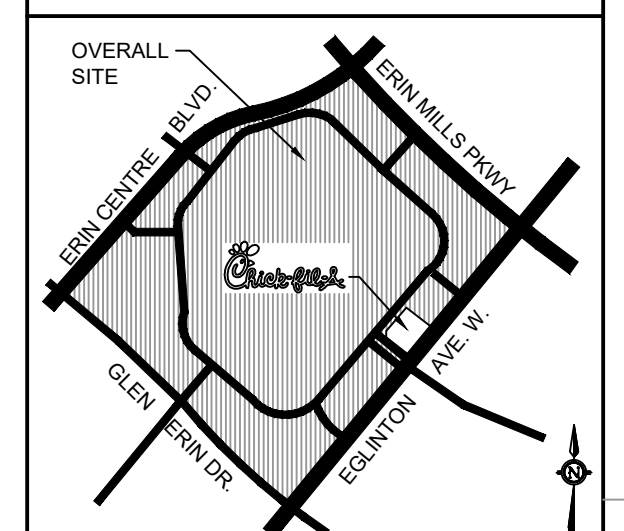 OVERALL
SITE
ERIN CENTRE BLVD.
ERIN MILLS PKWY
Chick-fil-A
GLEN ERIN DR.
EGLINTON AVE. W.
N